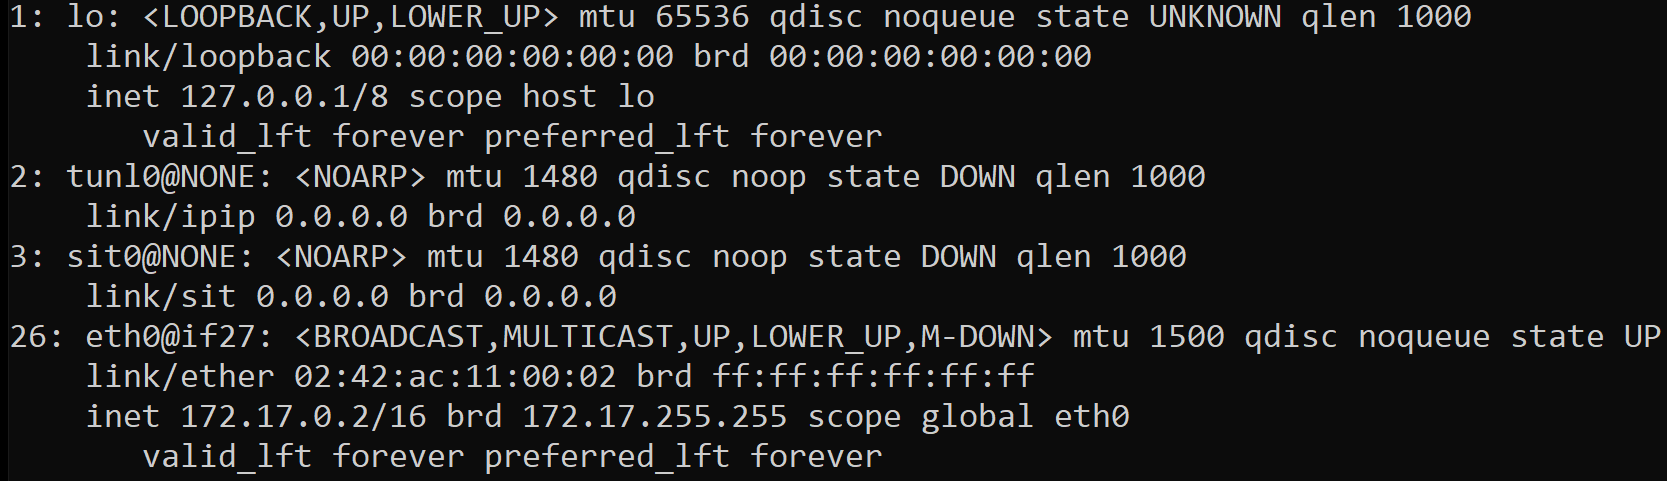 1: lo: <LOOPBACK,UP,LOWER_UP> mtu 65536 qdisc noqueue state UNKNOWN qlen 1000
    link/loopback 00:00:00:00:00:00 brd 00:00:00:00:00:00
    inet 127.0.0.1/8 scope host lo
       valid_lft forever preferred_lft forever
2: tunl0@NONE: <NOARP> mtu 1480 qdisc noop state DOWN qlen 1000
    link/ipip 0.0.0.0 brd 0.0.0.0
3: sit0@NONE: <NOARP> mtu 1480 qdisc noop state DOWN qlen 1000
    link/sit 0.0.0.0 brd 0.0.0.0
26: eth0@if27: <BROADCAST,MULTICAST,UP,LOWER_UP,M-DOWN> mtu 1500 qdisc noqueue state UP
    link/ether 02:42:ac:11:00:02 brd ff:ff:ff:ff:ff:ff
    inet 172.17.0.2/16 brd 172.17.255.255 scope global eth0
       valid_lft forever preferred_lft forever